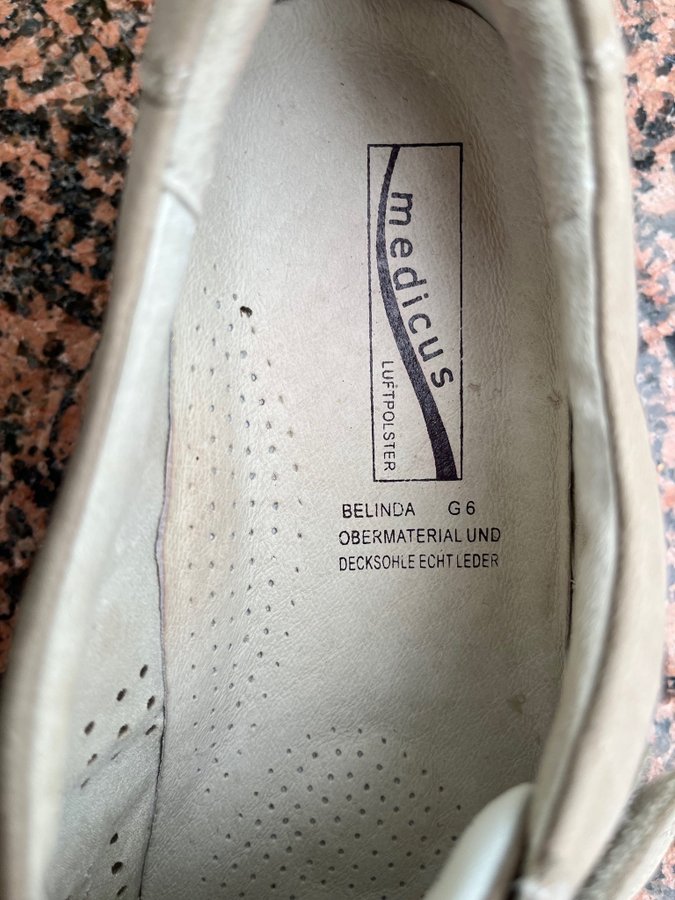 medicus
LUFTPOLSTER
BELINDA G 6
OBERMATERIAL UND
DECKSOHLE ECHT LEDER